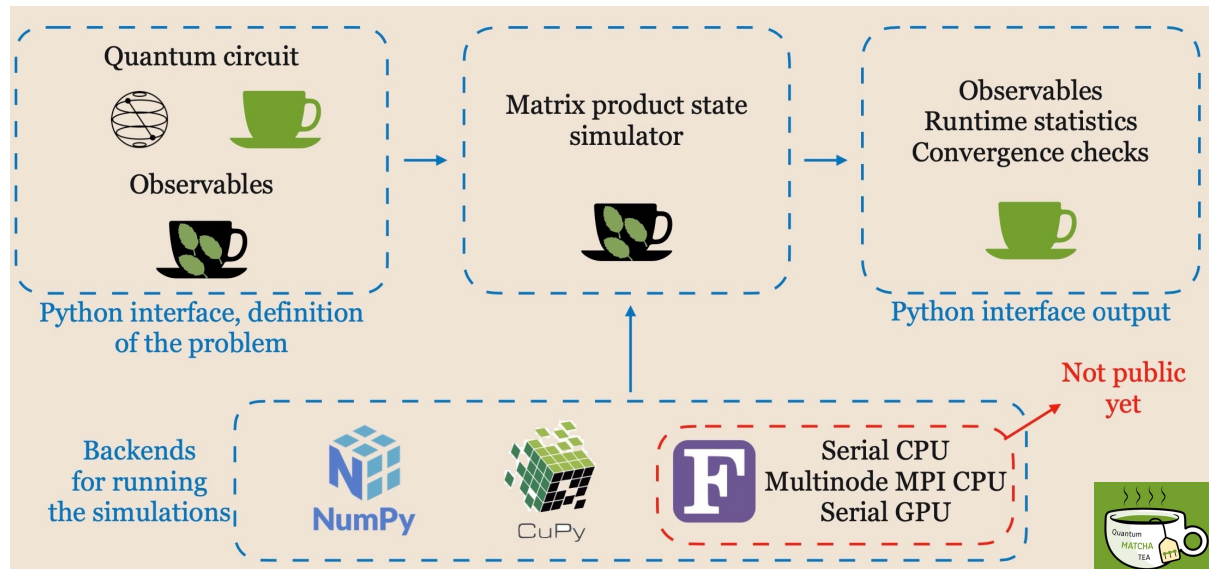 Quantum circuit
Observables
Python interface, definition
of the problem
Matrix product state
simulator
Observables
Runtime statistics
Convergence checks
Python interface output
Not public
yet
Backends
for running
the simulations
NumPy
CuPy
F
Serial CPU
Multinode MPI CPU
Serial GPU
Quantum
MATCHA
TEA